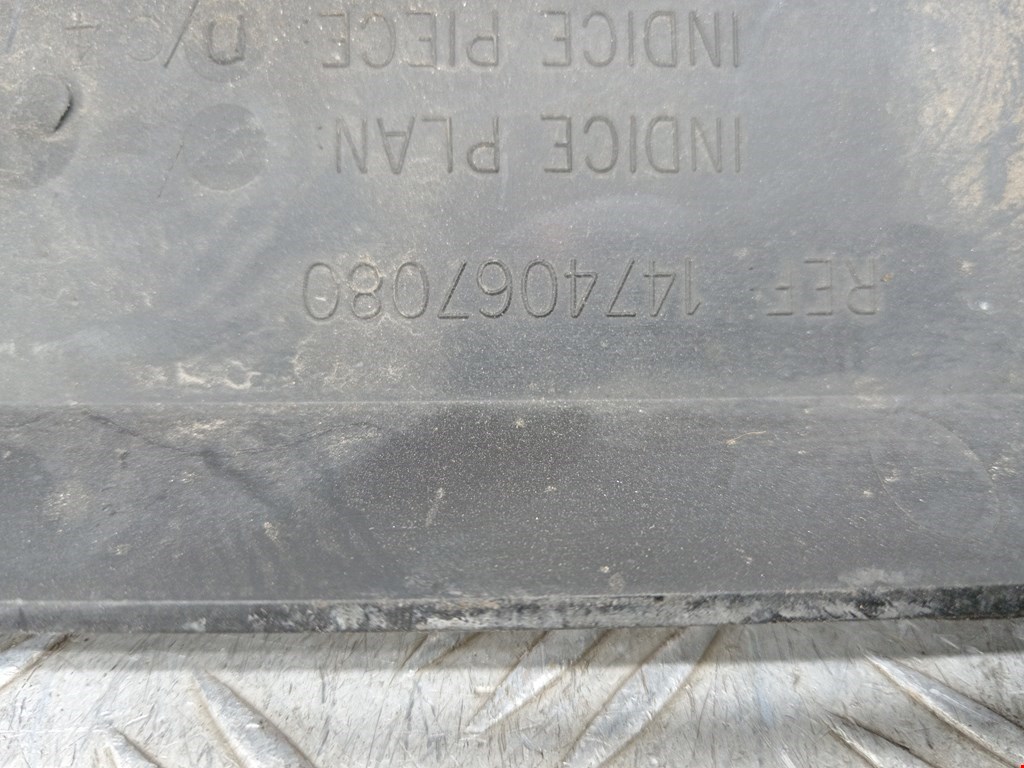 REF: 1474067080
INDICE PLAN
INDICE PIECE D/C